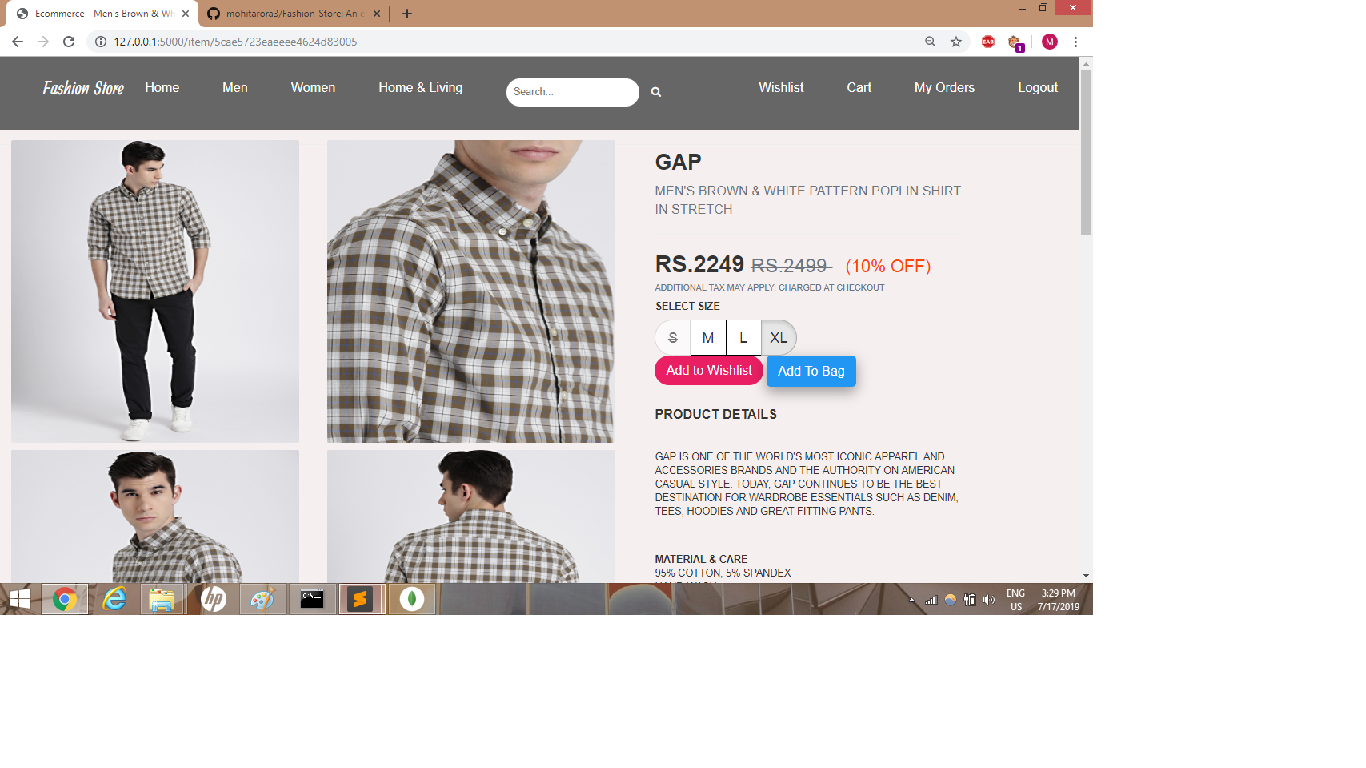 Ecommerce - Men's Brown & Wh
mohitarora3/Fashion-Store: An e
127.0.0.1:5000/item/5cae5723eaeeee4624d83005
1
M
Fashion Store
Home
Men
Women
Home & Living
Search...
Wishlist
Cart
My Orders
Logout
GAP
MEN'S BROWN & WHITE PATTERN POPLIN SHIRT
IN STRETCH
RS.2249 RS.2499 (10% OFF)
ADDITIONAL TAX MAY APPLY. CHARGED AT CHECKOUT
SELECT SIZE
S M L XL
Add to Wishlist Add To Bag
PRODUCT DETAILS
GAP IS ONE OF THE WORLD'S MOST ICONIC APPAREL AND
ACCESSORIES BRANDS AND THE AUTHORITY ON AMERICAN
CASUAL STYLE. TODAY, GAP CONTINUES TO BE THE BEST
DESTINATION FOR WARDROBE ESSENTIALS SUCH AS DENIM,
TEES, HOODIES AND GREAT FITTING PANTS.
MATERIAL & CARE
95% COTTON, 5% SPANDEX
hp
ENG
US
3:29 PM
7/17/2019